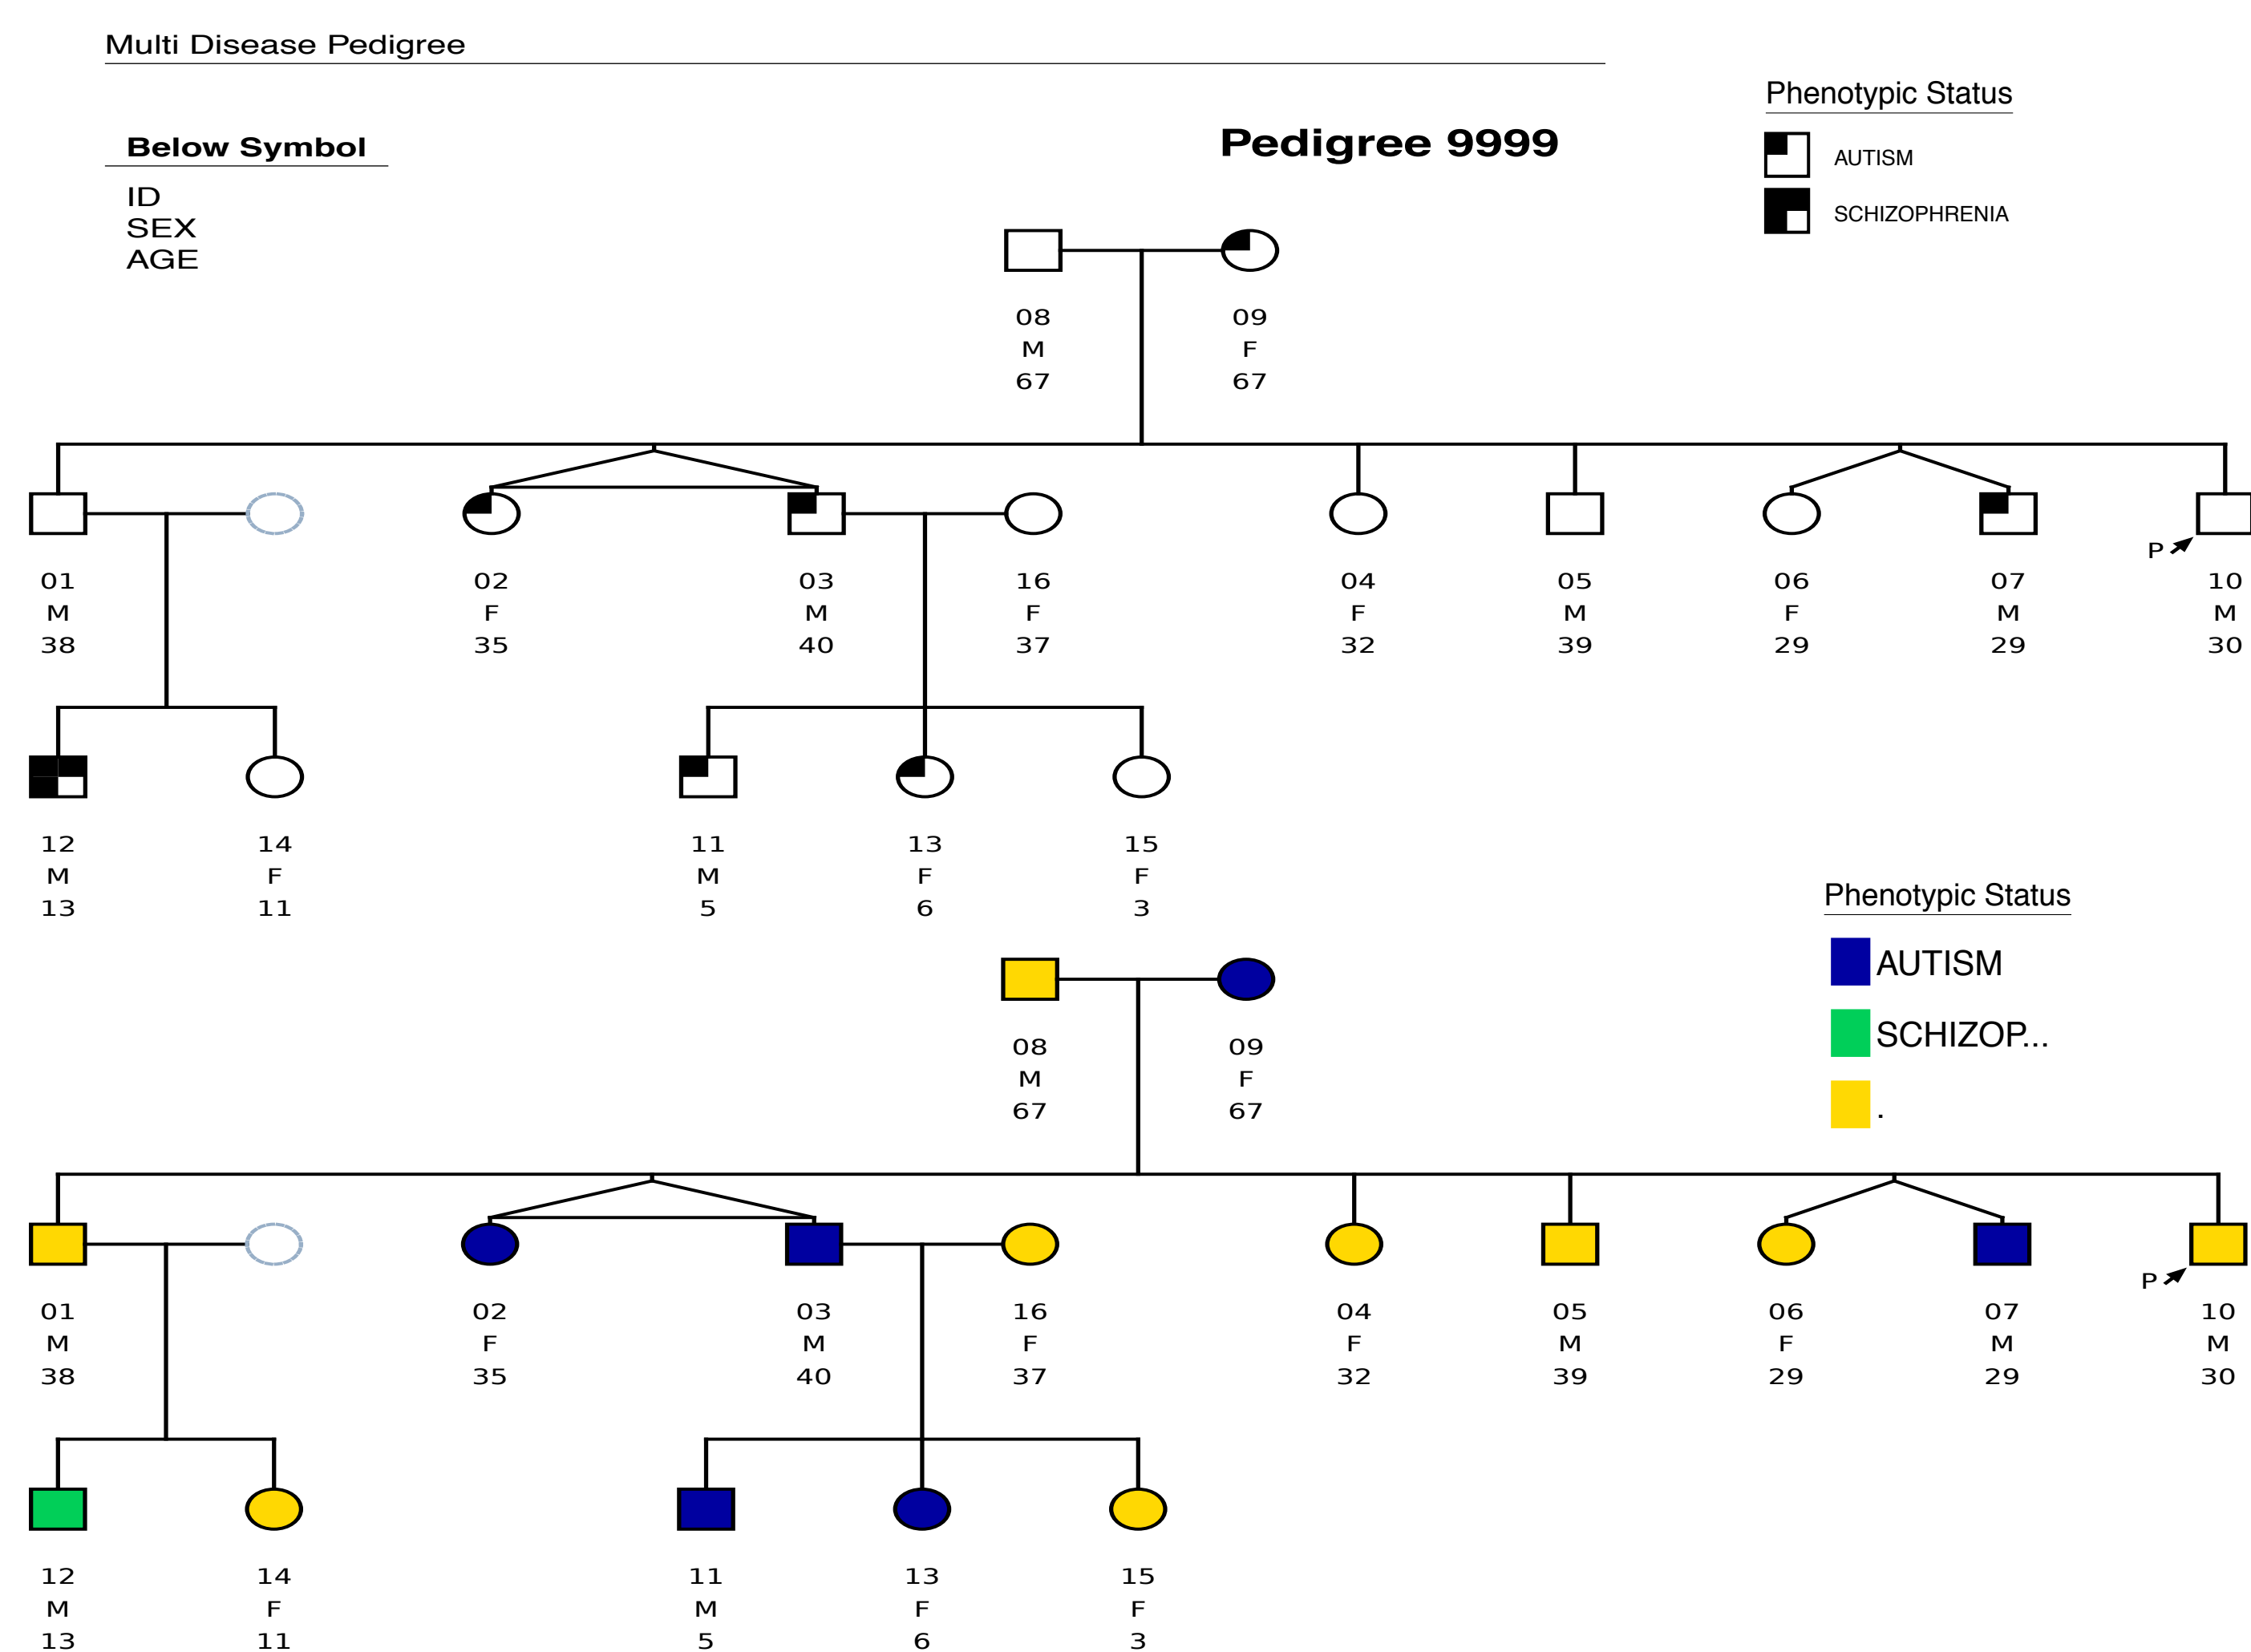 Multi Disease Pedigree
Phenotypic Status
Below Symbol
Pedigree 9999
AUTISM
ID
SCHIZOPHRENIA
SEX
AGE
08 09
M F
67 67
P
01 02 03 16 04 05 06 07 10
M F M F F M F M M
38 35 40 37 32 39 29 29 30
12 14 11 13 15
M F M F F
13 11 5 6 3
Phenotypic Status
AUTISM
SCHIZOP...
.
08 09
M F
67 67
P
01 02 03 16 04 05 06 07 10
M F M F F M F M M
38 35 40 37 32 39 29 29 30
12 14 11 13 15
M F M F F
13 11 5 6 3